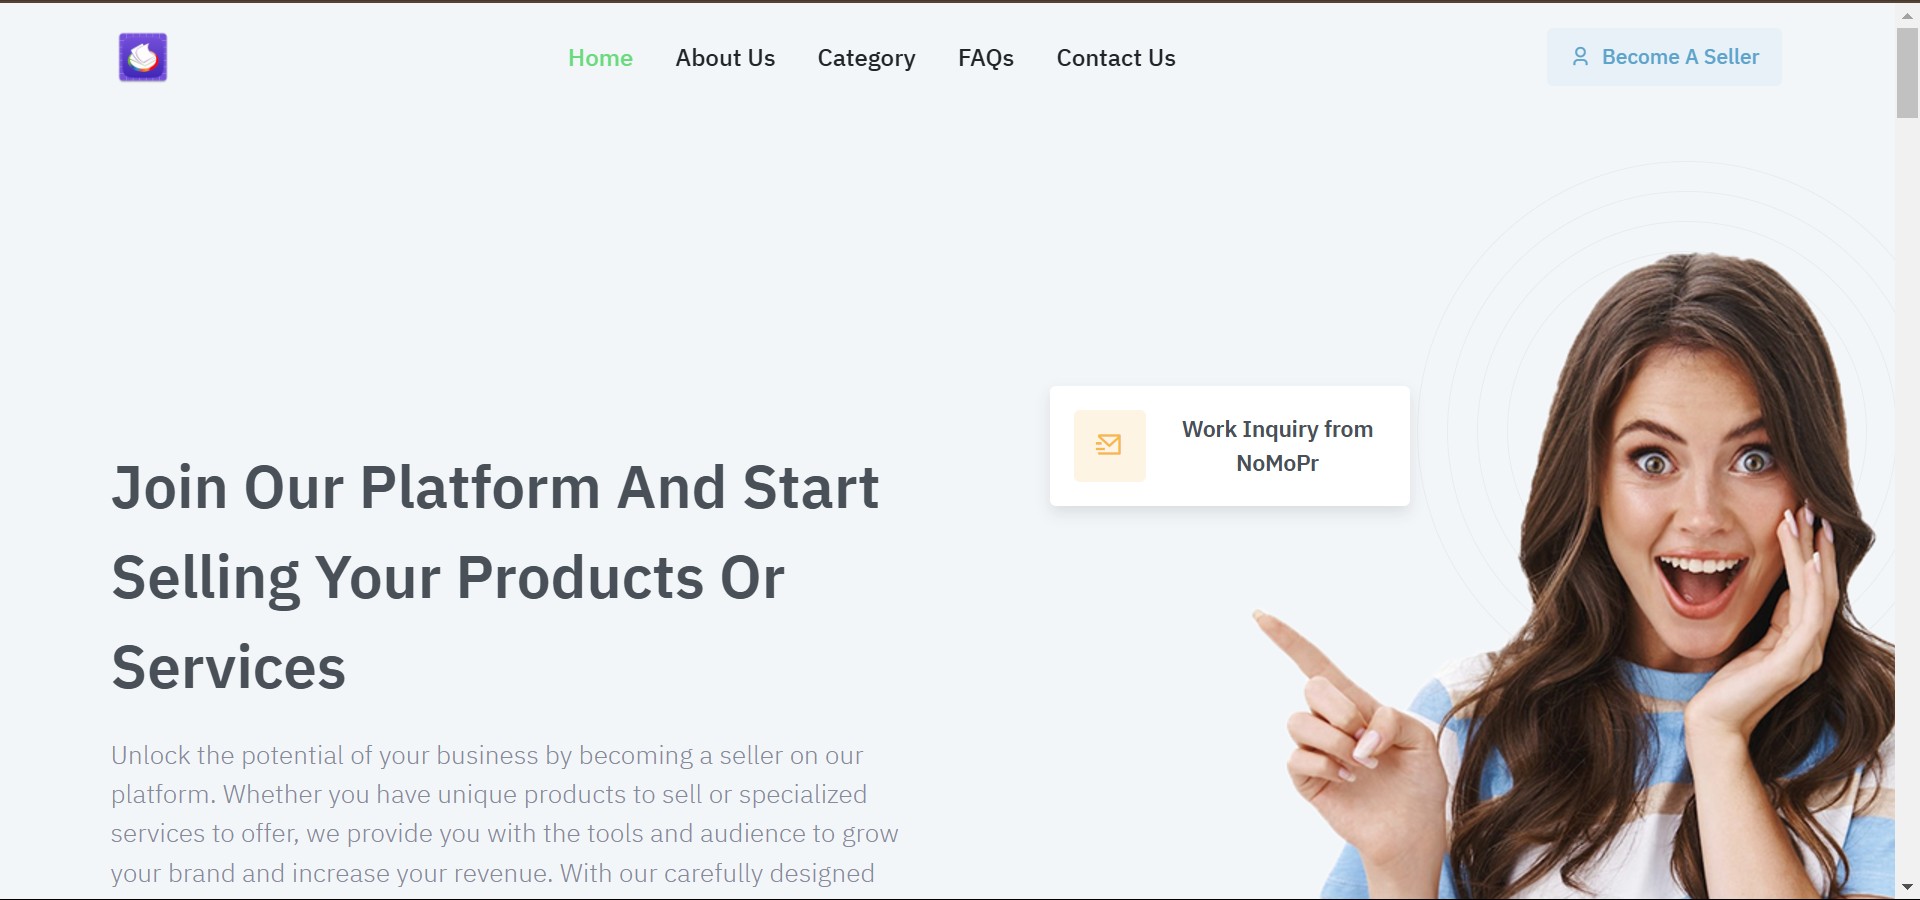 Home About Us Category FAQs Contact Us
Become A Seller
Work Inquiry from
NoMoPr
Join Our Platform And Start
Selling Your Products Or
Services
Unlock the potential of your business by becoming a seller on our
platform. Whether you have unique products to sell or specialized
services to offer, we provide you with the tools and audience to grow
your brand and increase your revenue. With our carefully designed